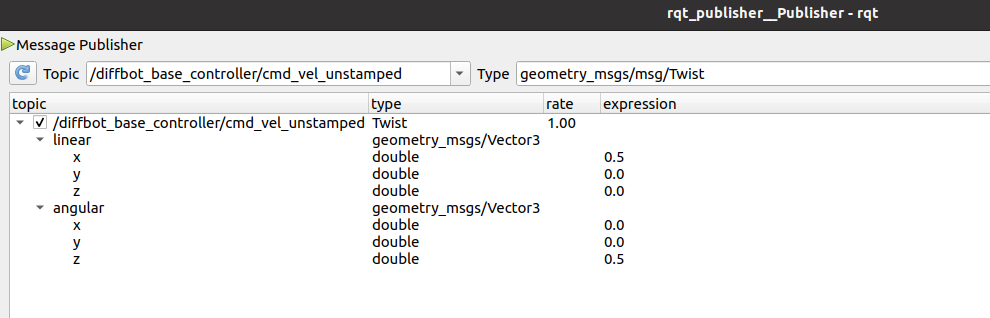 rqt_publisher__Publisher - rqt
Message Publisher
Topic /diffbot_base_controller/cmd_vel_unstamped Type geometry_msgs/msg/Twist
topic type rate expression
/diffbot_base_controller/cmd_vel_unstamped Twist 1.00
linear geometry_msgs/Vector3
x double 0.5
y double 0.0
z double 0.0
angular geometry_msgs/Vector3
x double 0.0
y double 0.0
z double 0.5